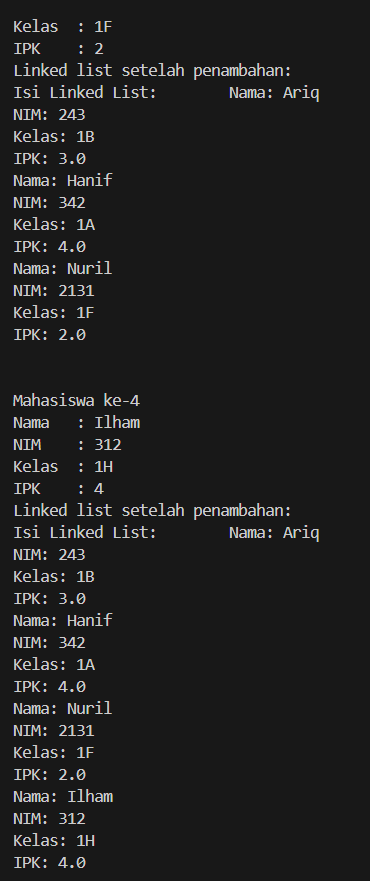 Kelas  : 1F
IPK    : 2
Linked list setelah penambahan:
Isi Linked List:        Nama: Ariq
NIM: 243
Kelas: 1B
IPK: 3.0
Nama: Hanif
NIM: 342
Kelas: 1A
IPK: 4.0
Nama: Nuril
NIM: 2131
Kelas: 1F
IPK: 2.0
Mahasiswa ke-4
Nama   : Ilham
NIM    : 312
Kelas  : 1H
IPK    : 4
Linked list setelah penambahan:
Isi Linked List:        Nama: Ariq
NIM: 243
Kelas: 1B
IPK: 3.0
Nama: Hanif
NIM: 342
Kelas: 1A
IPK: 4.0
Nama: Nuril
NIM: 2131
Kelas: 1F
IPK: 2.0
Nama: Ilham
NIM: 312
Kelas: 1H
IPK: 4.0